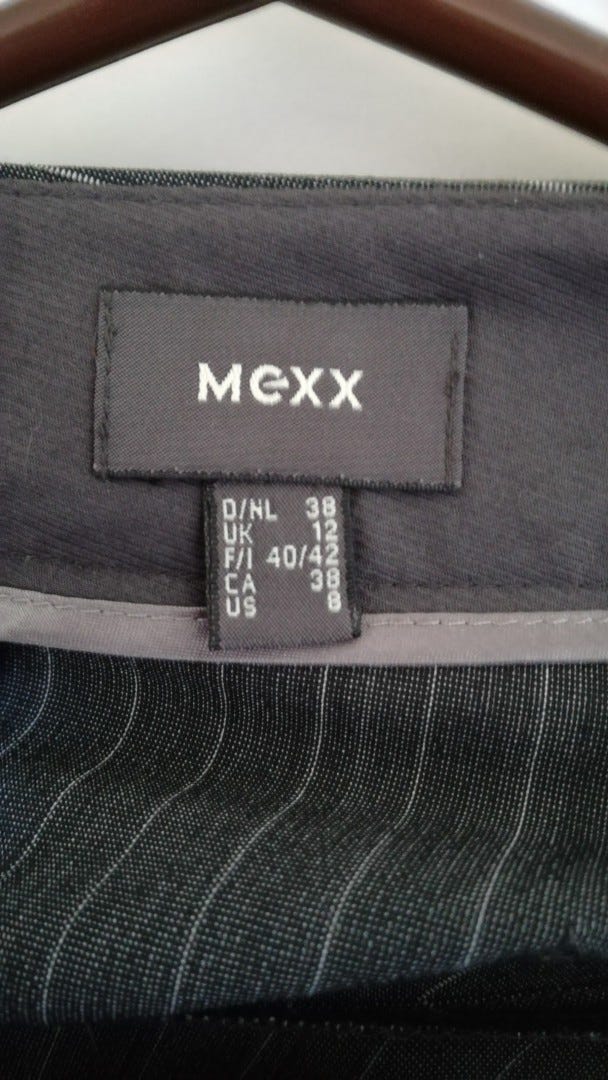 Mexx
D/NL 38
UK 12
F/I 40/42
CA 38
US 8